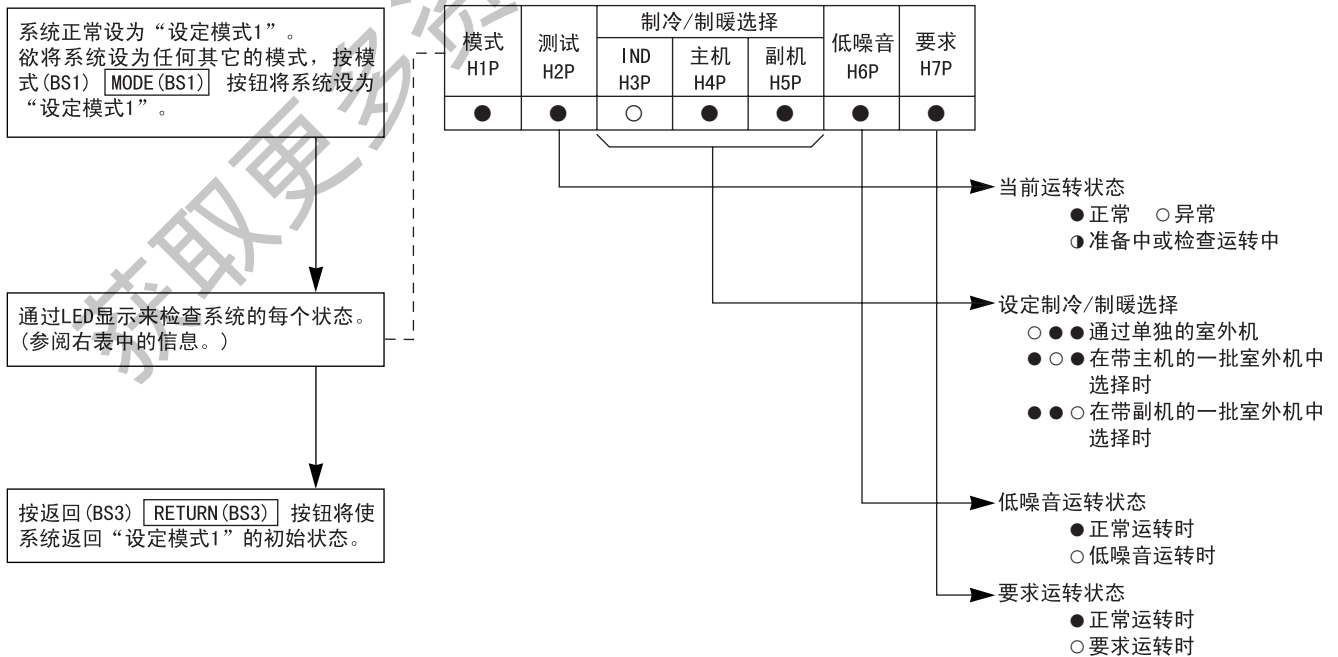 系统正常设为“设定模式1”。
欲将系统设为任何其它的模式，按模
式(BS1) MODE(BS1) 按钮将系统设为
“设定模式1”。
通过LED显示来检查系统的每个状态。
(参阅右表中的信息。)
按返回(BS3) RETURN(BS3) 按钮将使
系统返回“设定模式1”的初始状态。
模式
H1P
测试
H2P
制冷/制暖选择
IND
H3P
主机
H4P
副机
H5P
低噪音
H6P
要求
H7P
● ● ○ ● ● ● ●
当前运转状态
●正常 ○异常
◑准备中或检查运转中
设定制冷/制暖选择
○●●通过单独的室外机
●○●在带主机的一批室外机中
选择时
●●○在带副机的一批室外机中
选择时
低噪音运转状态
●正常运转时
○低噪音运转时
要求运转状态
●正常运转时
○要求运转时
获取更多资